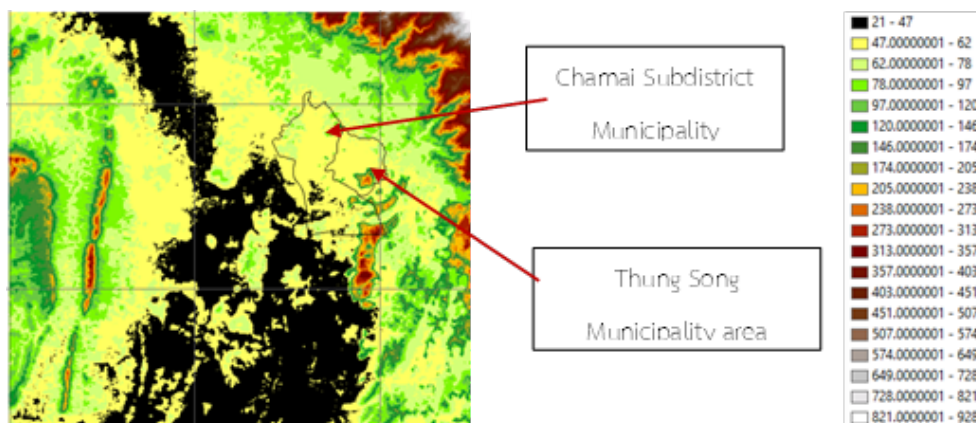 Chamai Subdistrict
Municipality
Thung Song
Municipality area
21 - 47
47.00000001 - 62
62.00000001 - 78
78.00000001 - 97
97.00000001 - 120
120.0000001 - 146
146.0000001 - 174
174.0000001 - 205
205.0000001 - 238
238.0000001 - 273
273.0000001 - 313
313.0000001 - 357
357.0000001 - 403
403.0000001 - 451
451.0000001 - 507
507.0000001 - 574
574.0000001 - 649
649.0000001 - 728
728.0000001 - 821
821.0000001 - 928